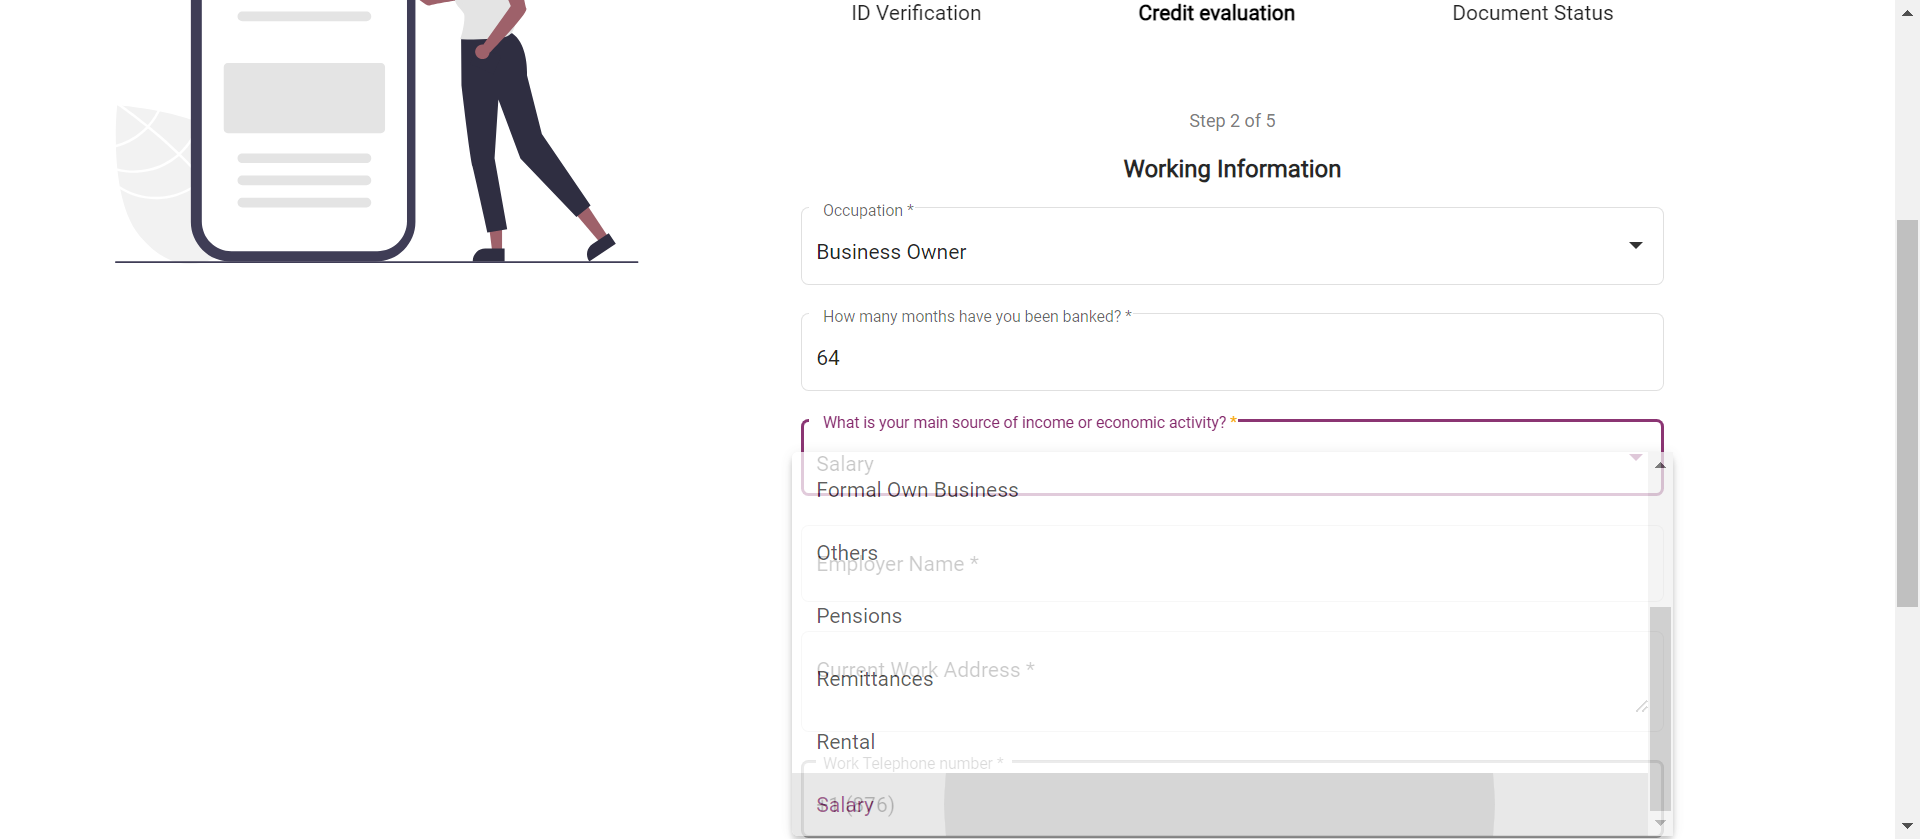 ID Verification
Credit evaluation
Document Status
Step 2 of 5
Working Information
Occupation *
Business Owner
How many months have you been banked? *
64
What is your main source of income or economic activity? *
Salary
Formal Own Business
Others
Employer Name *
Pensions
Current Work Address *
Remittances
Rental
Work Telephone number *
Salary